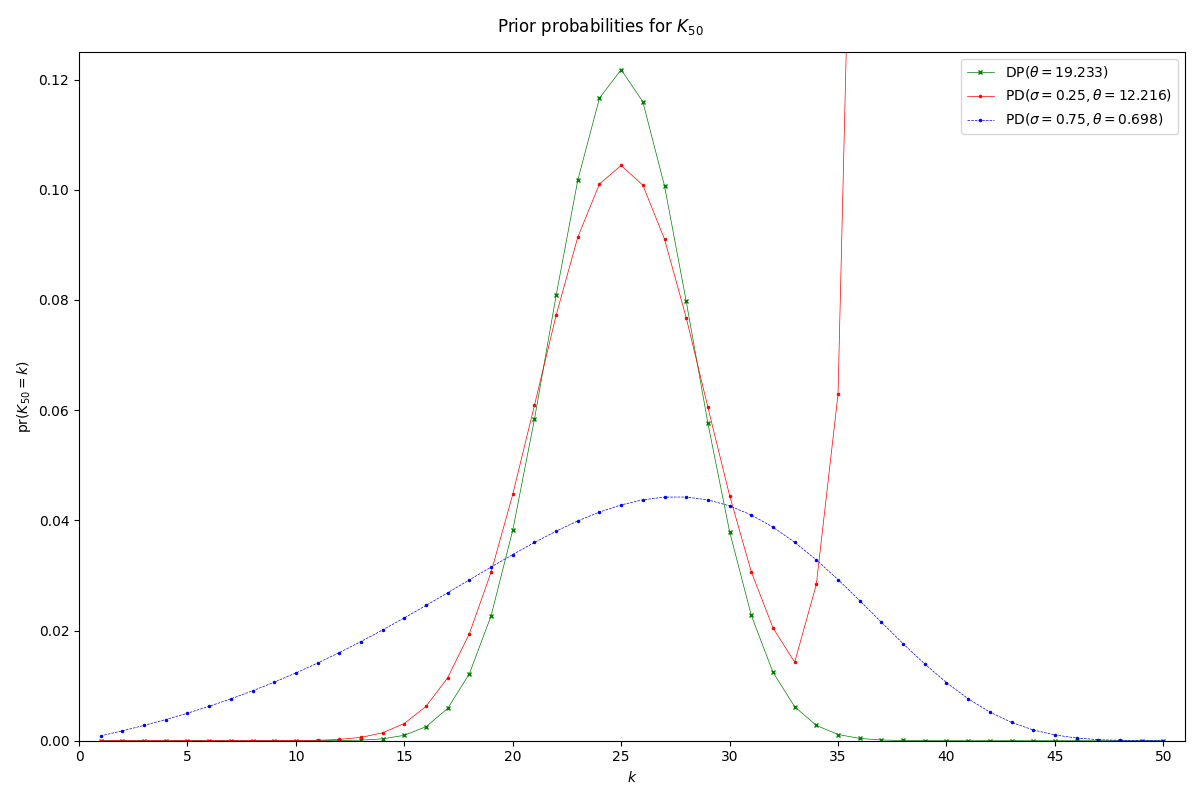 Prior probabilities for K₅₀
DP(θ = 19.233)
PD(σ = 0.25, θ = 12.216)
PD(σ = 0.75, θ = 0.698)
pr(K₅₀ = k)
0.12
0.10
0.08
0.06
0.04
0.02
0.00
0 5 10 15 20 25 30 35 40 45 50
k